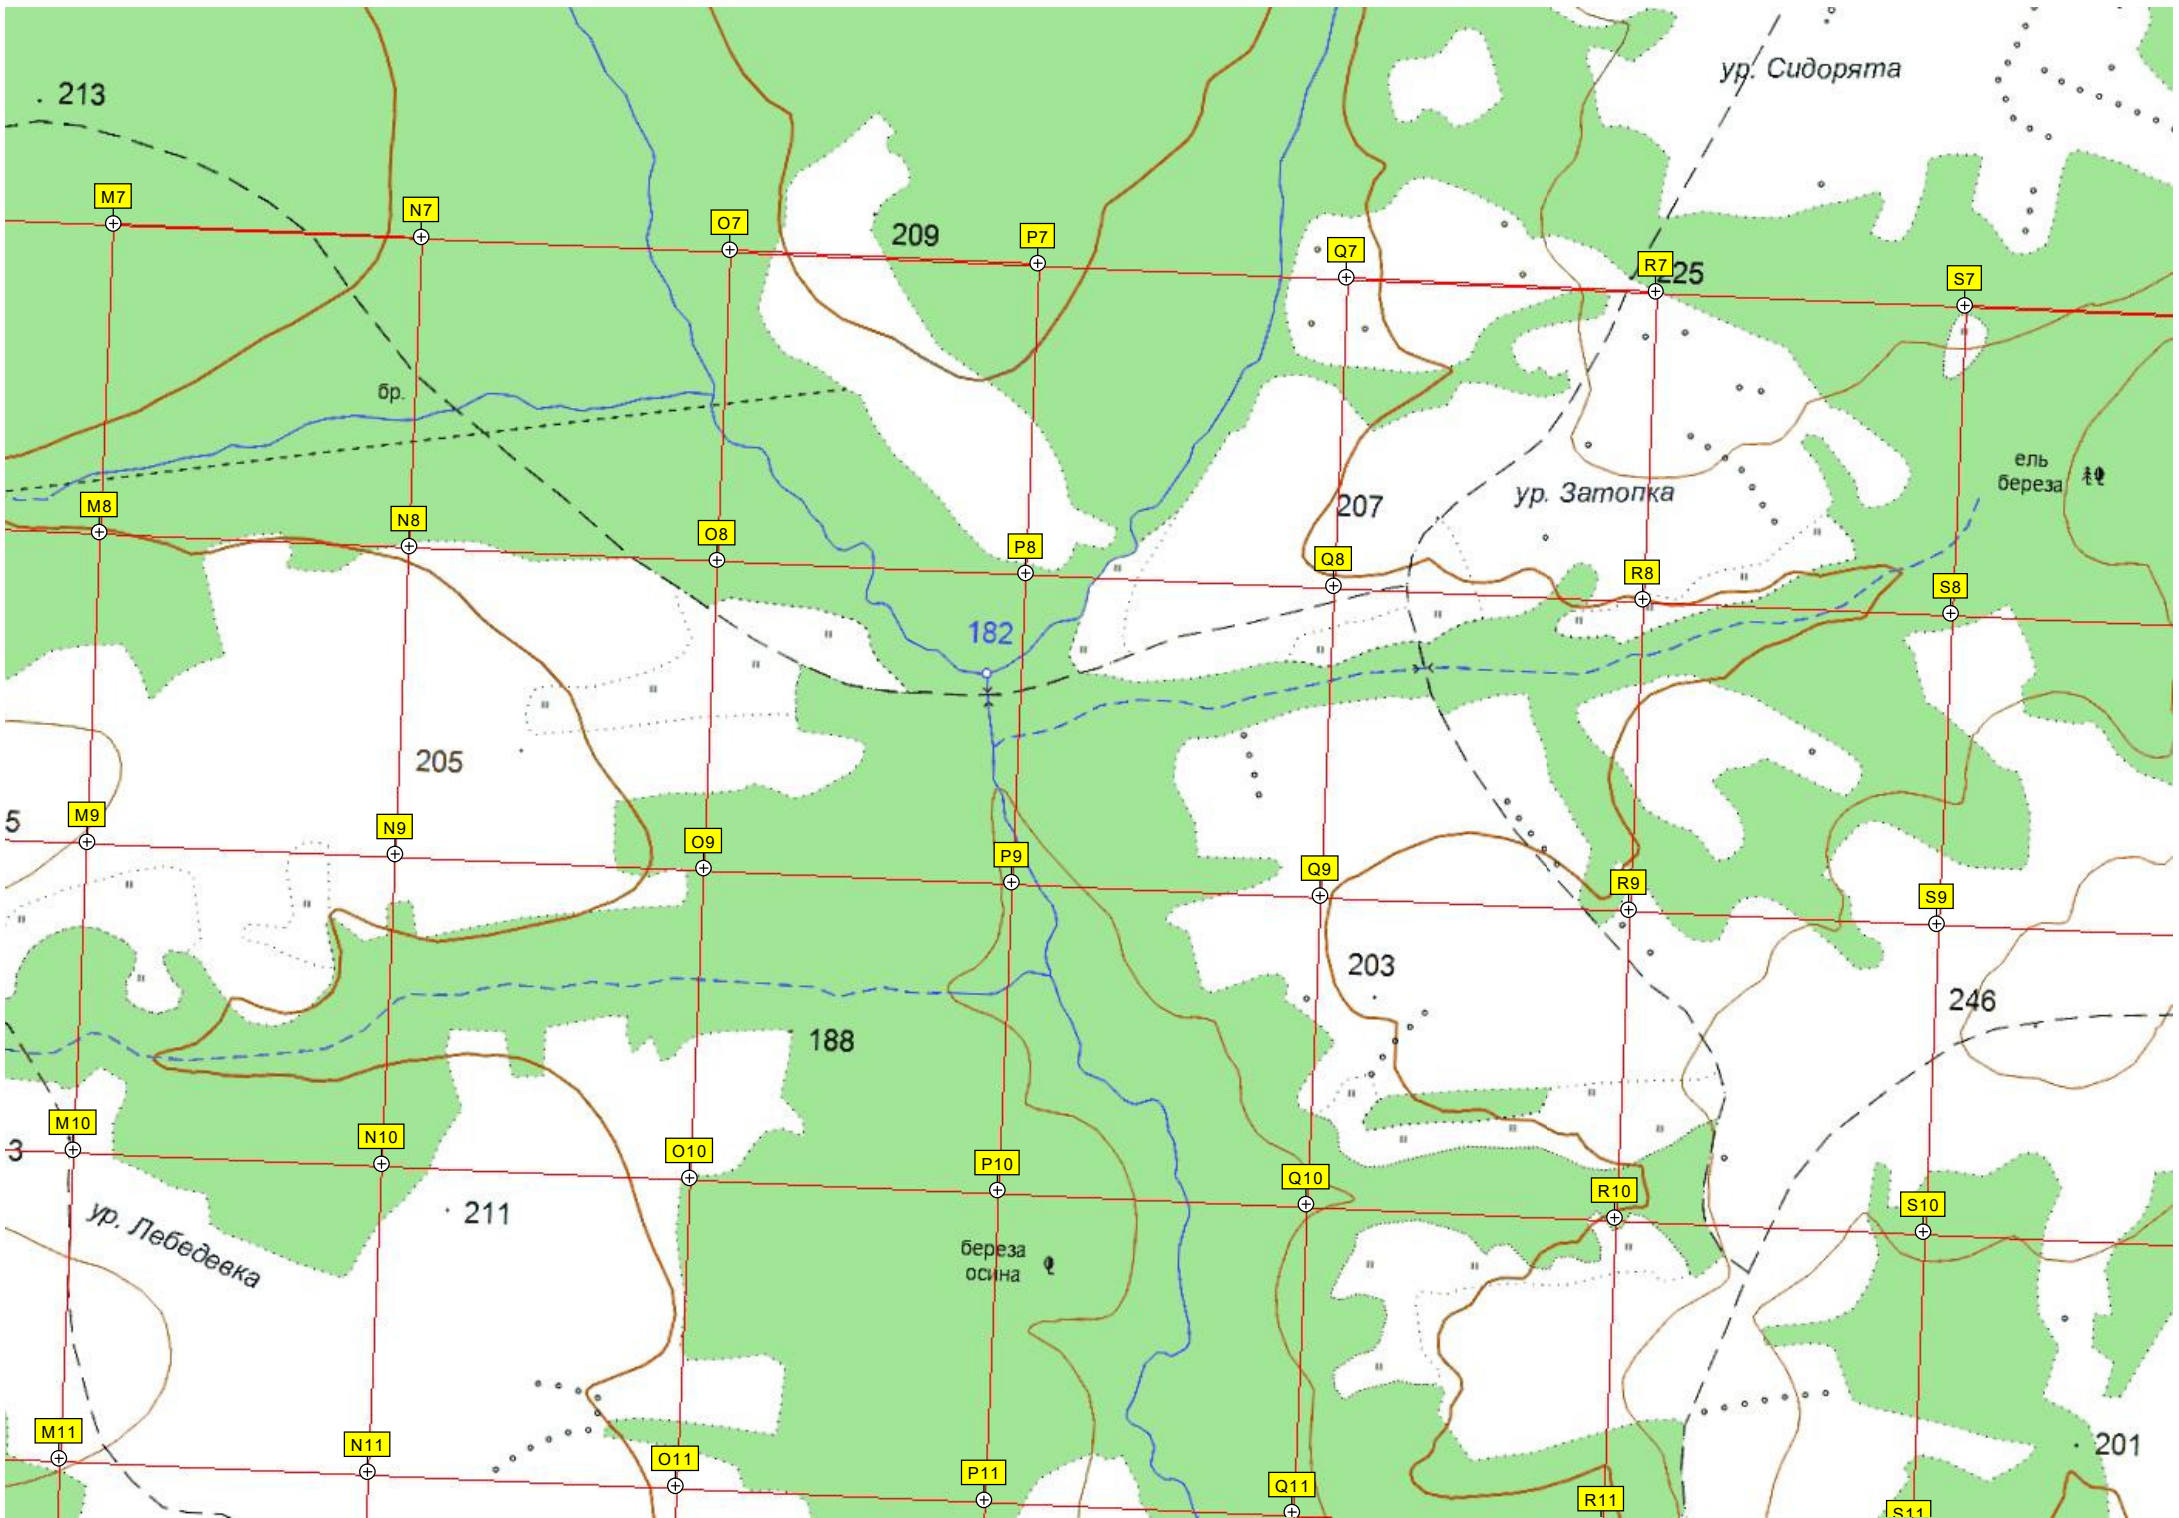 213
ур. Сидорята
M7
N7
O7
209
P7
Q7
R7
225
S7
бр.
ель
береза
M8
N8
O8
P8
207
ур. Затопка
Q8
R8
S8
182
205
5
M9
N9
O9
P9
Q9
R9
S9
203
246
188
M10
N10
O10
P10
Q10
R10
S10
3
ур. Лебедевка
211
береза
осина
M11
N11
O11
P11
Q11
R11
S11
201